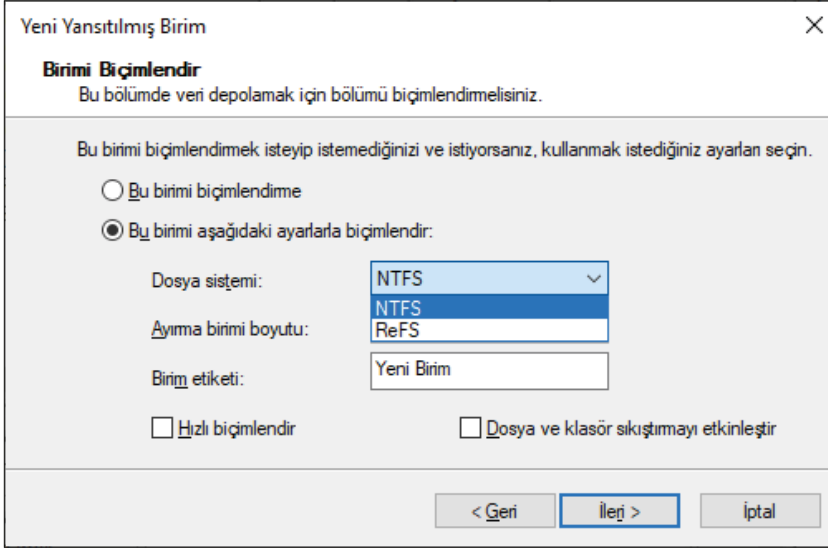 Yeni Yansıtılmış Birim
Birimi Biçimlendir
Bu bölümde veri depolamak için bölümü biçimlendirmelisiniz.
Bu birimi biçimlendirmek isteyip istemediğinizi ve istiyorsanız, kullanmak istediğiniz ayarları seçin.
Bu birimi biçimlendirme
Bu birimi aşağıdaki ayarlarla biçimlendir:
Dosya sistemi: NTFS
NTFS
Ayırma birimi boyutu: ReFS
Birim etiketi: Yeni Birim
Hızlı biçimlendir Dosya ve klasör sıkıştırmayı etkinleştir
< Geri İleri > İptal